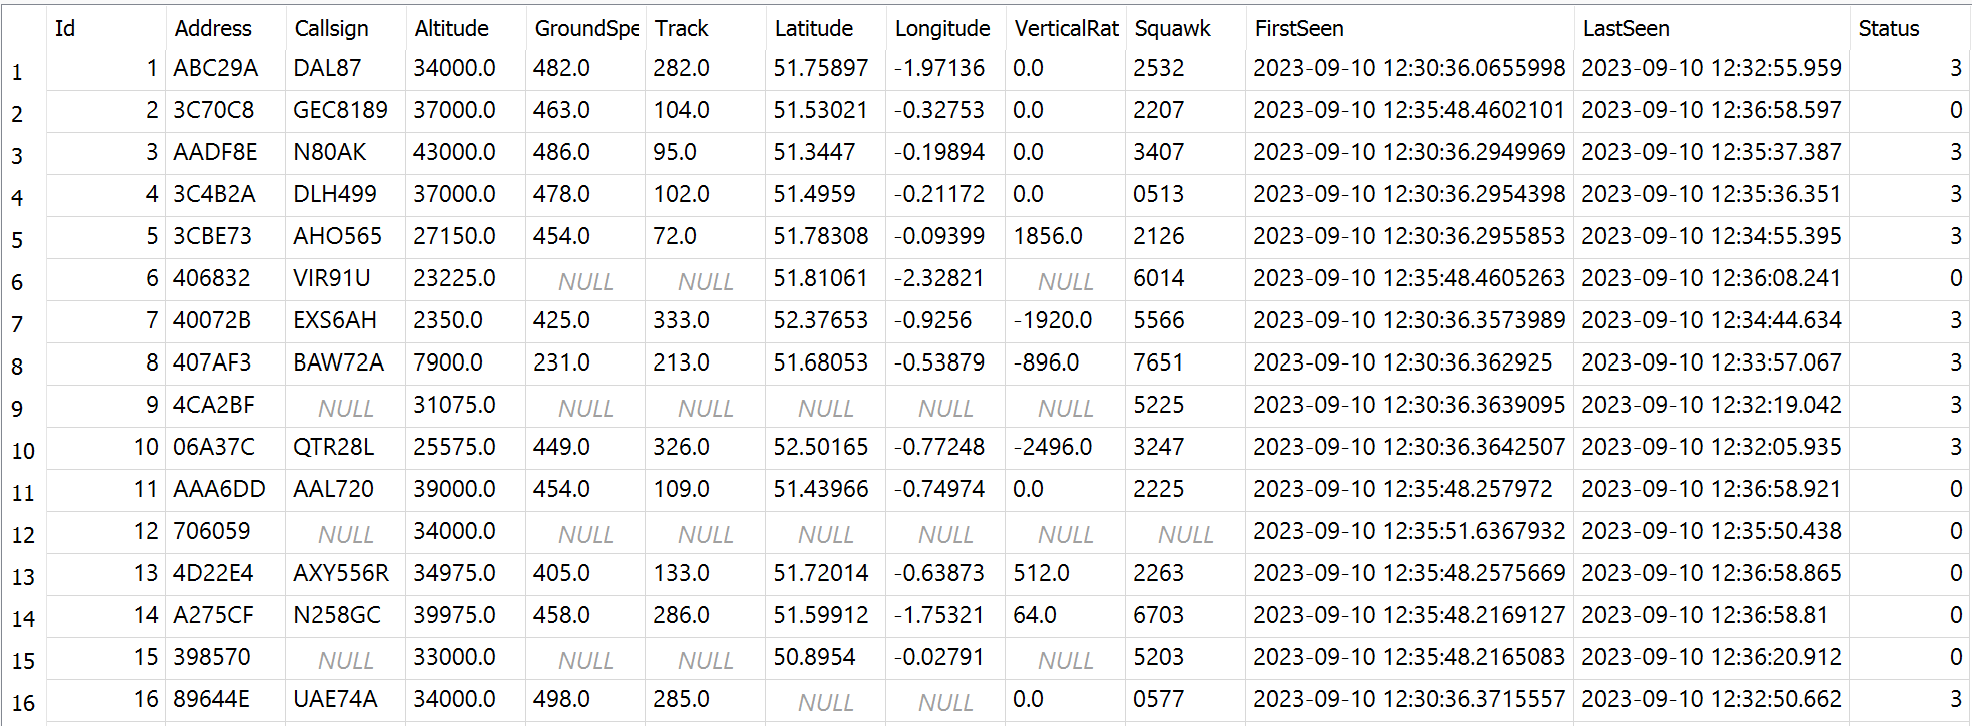 Id Address Callsign Altitude GroundSpe Track Latitude Longitude VerticalRat Squawk FirstSeen LastSeen Status
1 1 ABC29A DAL87 34000.0 482.0 282.0 51.75897 -1.97136 0.0 2532 2023-09-10 12:30:36.0655998 2023-09-10 12:32:55.959 3
2 2 3C70C8 GEC8189 37000.0 463.0 104.0 51.53021 -0.32753 0.0 2207 2023-09-10 12:35:48.4602101 2023-09-10 12:36:58.597 0
3 3 AADF8E N80AK 43000.0 486.0 95.0 51.3447 -0.19894 0.0 3407 2023-09-10 12:30:36.2949969 2023-09-10 12:35:37.387 3
4 4 3C4B2A DLH499 37000.0 478.0 102.0 51.4959 -0.21172 0.0 0513 2023-09-10 12:30:36.2954398 2023-09-10 12:35:36.351 3
5 5 3CBE73 AHO565 27150.0 454.0 72.0 51.78308 -0.09399 1856.0 2126 2023-09-10 12:30:36.2955853 2023-09-10 12:34:55.395 3
6 6 406832 VIR91U 23225.0 NULL NULL 51.81061 -2.32821 NULL 6014 2023-09-10 12:35:48.4605263 2023-09-10 12:36:08.241 0
7 7 40072B EXS6AH 2350.0 425.0 333.0 52.37653 -0.9256 -1920.0 5566 2023-09-10 12:30:36.3573989 2023-09-10 12:34:44.634 3
8 8 407AF3 BAW72A 7900.0 231.0 213.0 51.68053 -0.53879 -896.0 7651 2023-09-10 12:30:36.362925 2023-09-10 12:33:57.067 3
9 9 4CA2BF NULL 31075.0 NULL NULL NULL NULL NULL 5225 2023-09-10 12:30:36.3639095 2023-09-10 12:32:19.042 3
10 10 06A37C QTR28L 25575.0 449.0 326.0 52.50165 -0.77248 -2496.0 3247 2023-09-10 12:30:36.3642507 2023-09-10 12:32:05.935 3
11 11 AAA6DD AAL720 39000.0 454.0 109.0 51.43966 -0.74974 0.0 2225 2023-09-10 12:35:48.257972 2023-09-10 12:36:58.921 0
12 12 706059 NULL 34000.0 NULL NULL NULL NULL NULL NULL 2023-09-10 12:35:51.6367932 2023-09-10 12:35:50.438 0
13 13 4D22E4 AXY556R 34975.0 405.0 133.0 51.72014 -0.63873 512.0 2263 2023-09-10 12:35:48.2575669 2023-09-10 12:36:58.865 0
14 14 A275CF N258GC 39975.0 458.0 286.0 51.59912 -1.75321 64.0 6703 2023-09-10 12:35:48.2169127 2023-09-10 12:36:58.81 0
15 15 398570 NULL 33000.0 NULL NULL 50.8954 -0.02791 NULL 5203 2023-09-10 12:35:48.2165083 2023-09-10 12:36:20.912 0
16 16 89644E UAE74A 34000.0 498.0 285.0 NULL NULL 0.0 0577 2023-09-10 12:30:36.3715557 2023-09-10 12:32:50.662 3